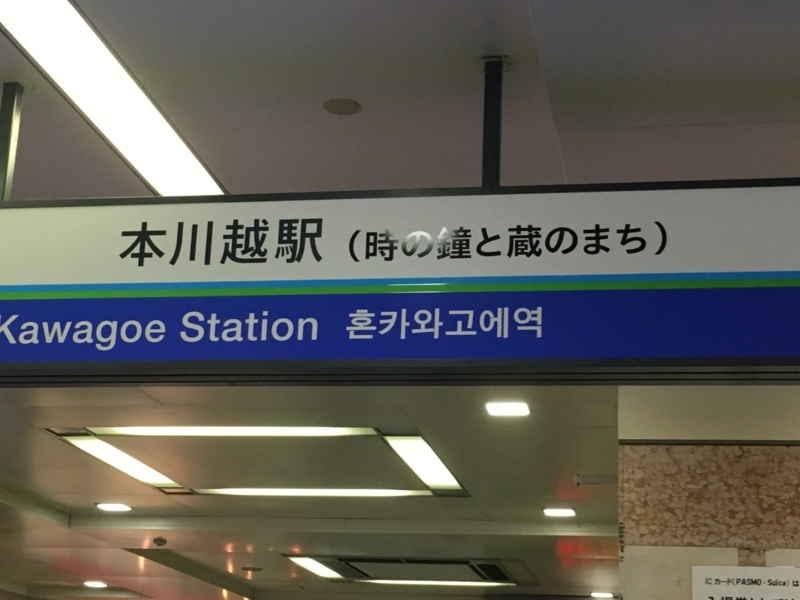 本川越駅（時の鐘と蔵のまち）
Kawagoe Station 혼카와고에역
ICカード(PASMO・Suica)は